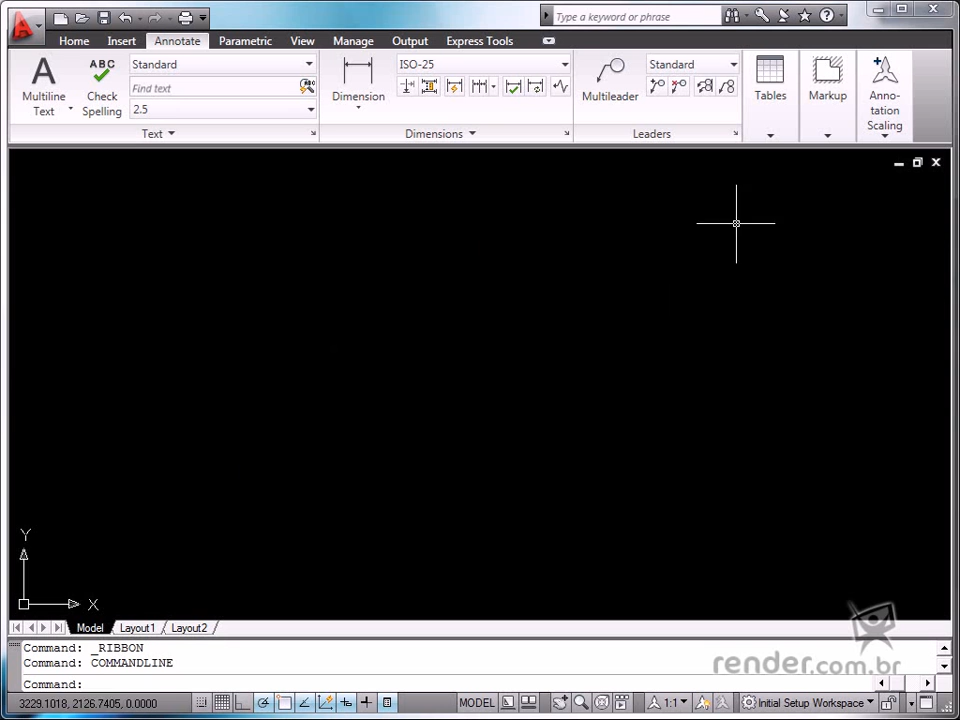 Type a keyword or phrase
Home Insert Annotate Parametric View Manage Output Express Tools
A ABC Standard ISO-25 Standard
Find text
Multiline Text
Check Spelling
2.5
Dimension
Multileader
Tables
Markup
Anno-
tation
Scaling
Text Dimensions Leaders
Y
X
Model Layout1 Layout2
Command: _RIBBON
Command: COMMANDLINE
Command:
render.com.br
3229.1018, 2126.7405, 0.0000 MODEL 1:1 Initial Setup Workspace